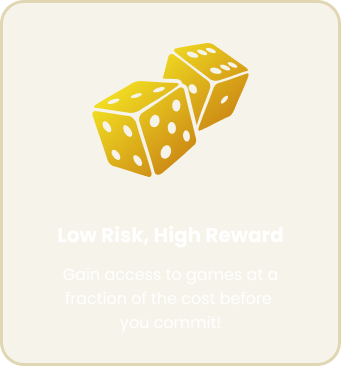 Low Risk, High Reward
Gain access to games at a
fraction of the cost before
you commit!